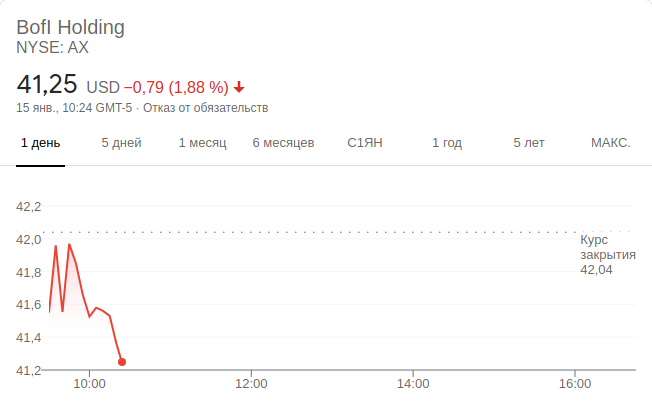 BofI Holding
NYSE: AX
41,25 USD −0,79 (1,88 %)
15 янв., 10:24 GMT-5 · Отказ от обязательств
1 день 5 дней 1 месяц 6 месяцев С1ЯН 1 год 5 лет МАКС.
42,2
42,0
41,8
41,6
41,4
41,2
Курс
закрытия
42,04
10:00 12:00 14:00 16:00